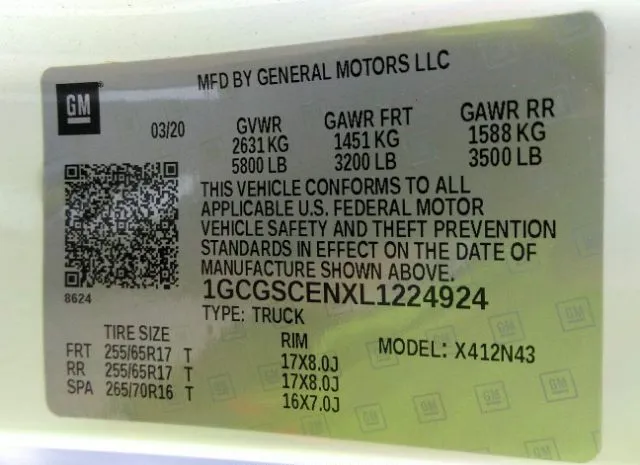 MFD BY GENERAL MOTORS LLC
GM
03/20
GVWR GAWR FRT GAWR RR
2631 KG 1451 KG 1588 KG
5800 LB 3200 LB 3500 LB
THIS VEHICLE CONFORMS TO ALL
APPLICABLE U.S. FEDERAL MOTOR
VEHICLE SAFETY AND THEFT PREVENTION
STANDARDS IN EFFECT ON THE DATE OF
MANUFACTURE SHOWN ABOVE.
8624
1GCGSCENXL1224924
TYPE: TRUCK
TIRE SIZE RIM MODEL: X412N43
FRT 255/65R17 T 17X8.0J
RR 255/65R17 T 17X8.0J
SPA 265/70R16 T 16X7.0J